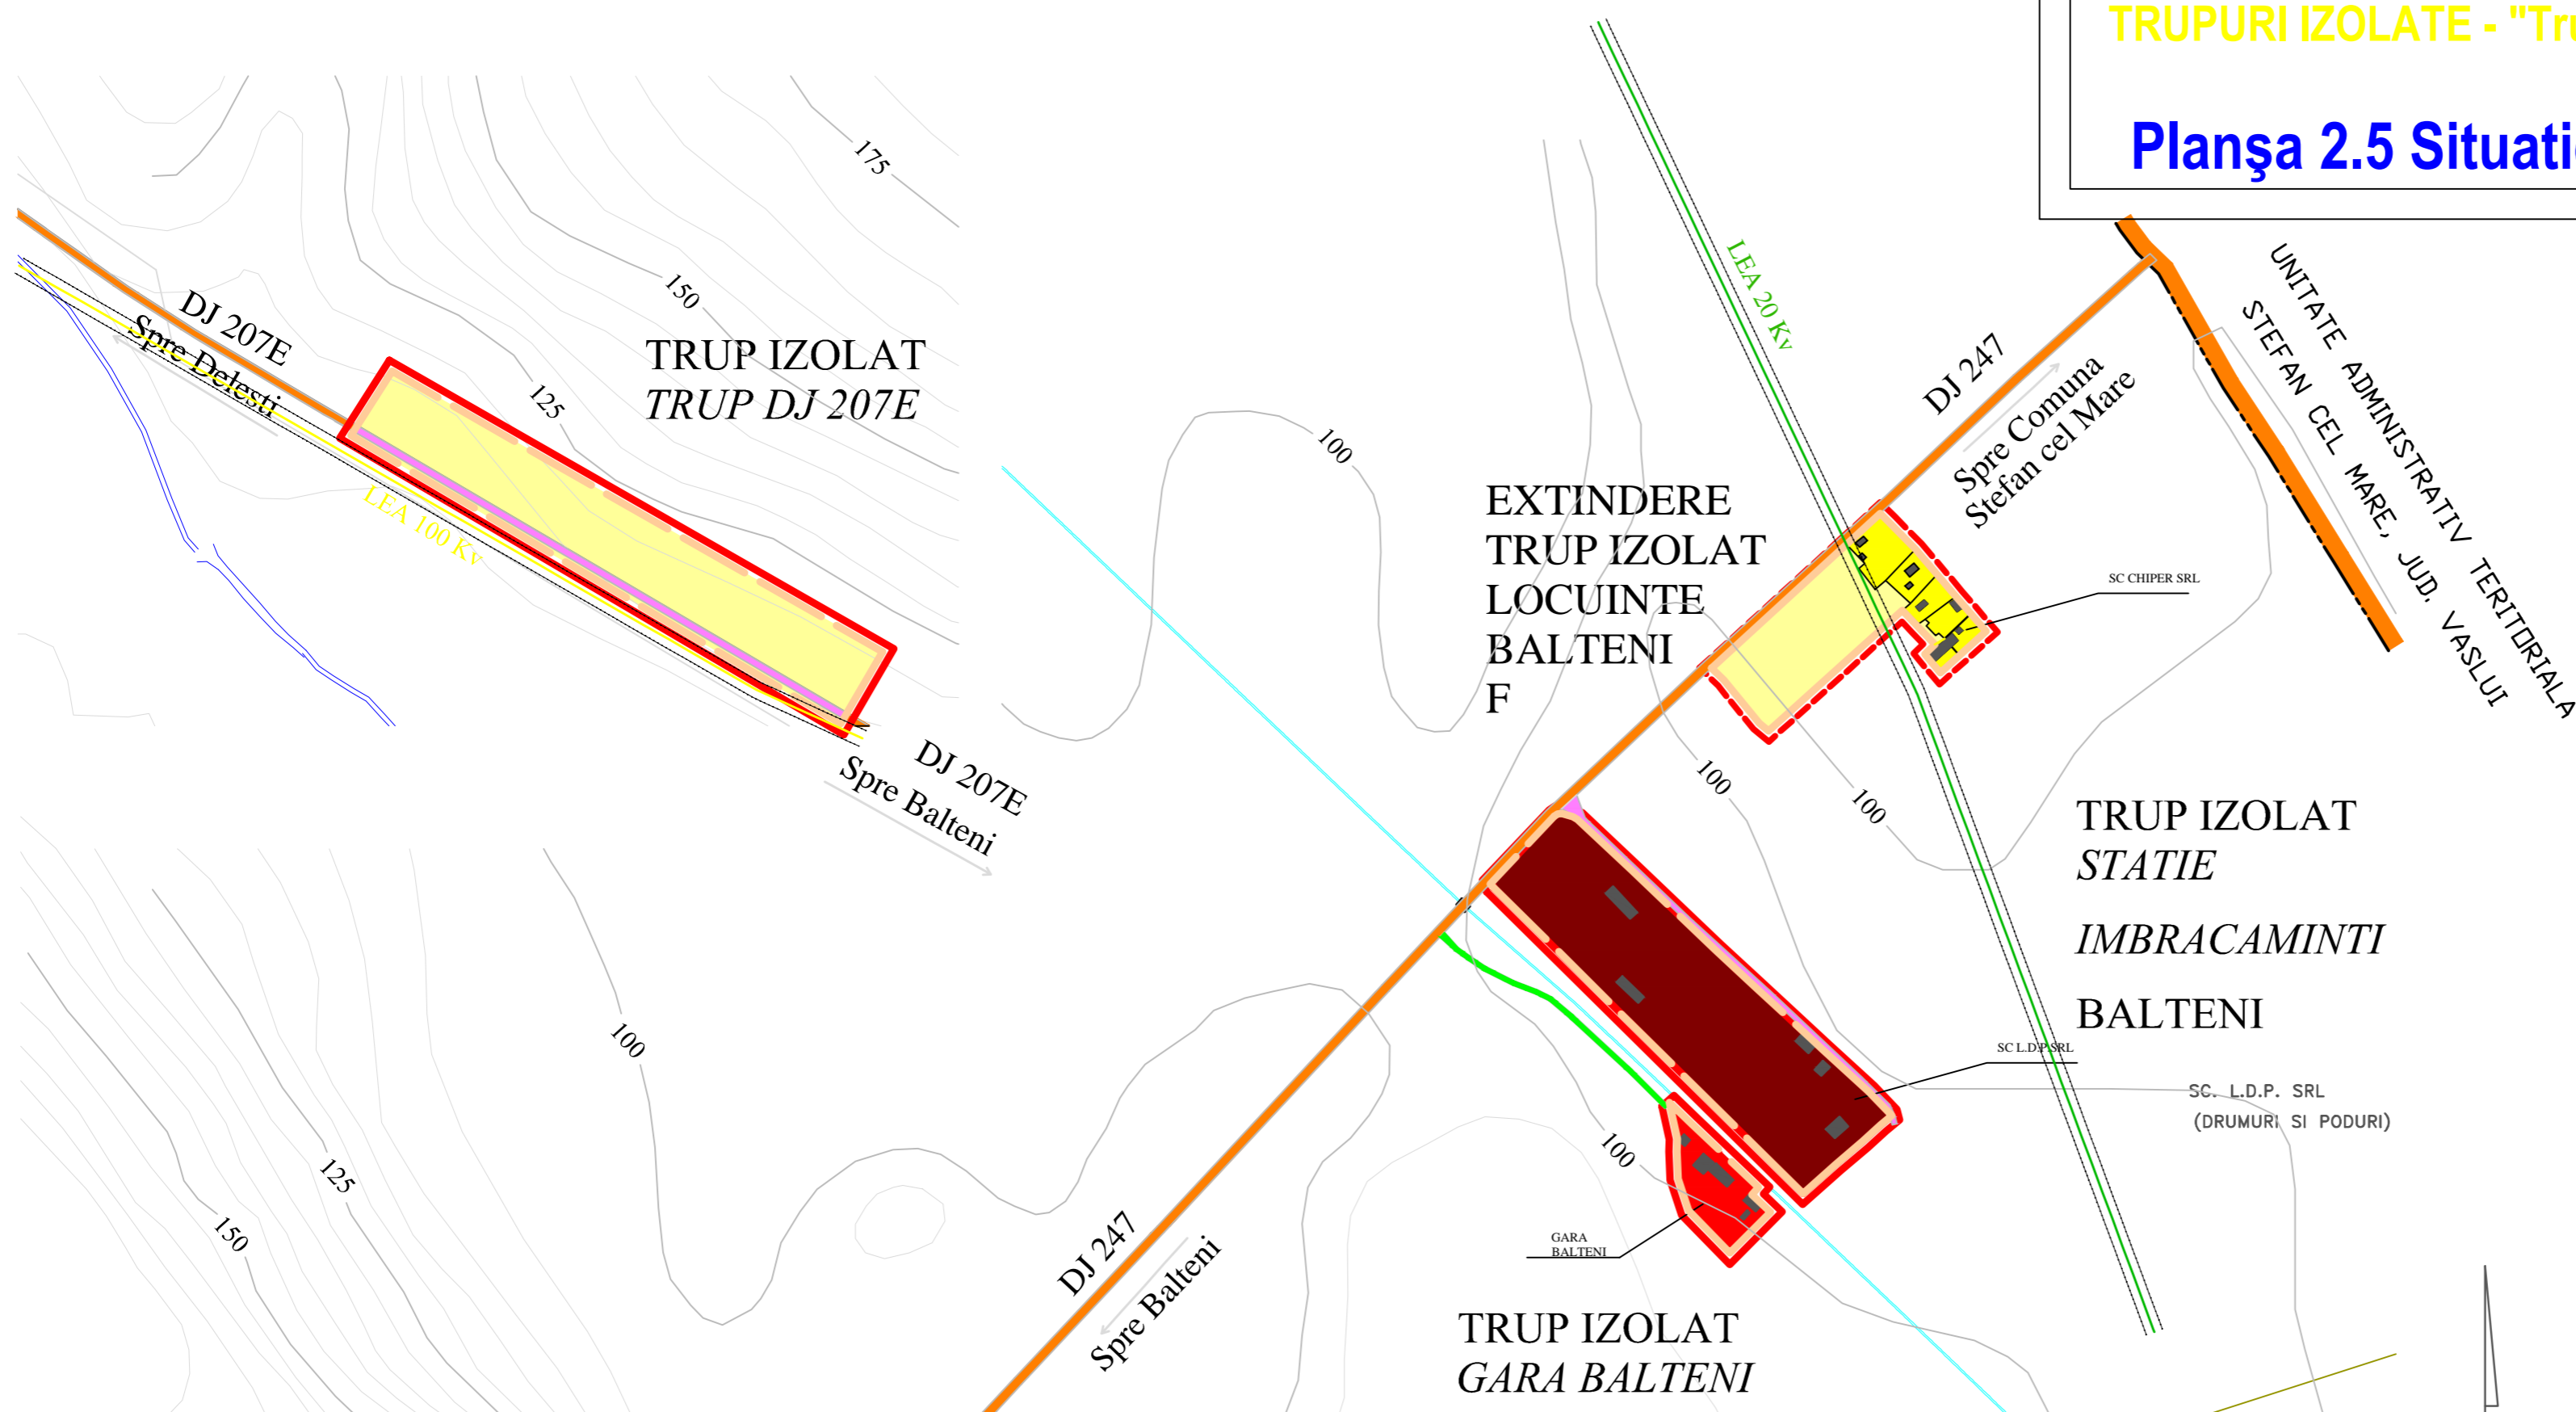 TRUPURI IZOLATE - "Tru
Planşa 2.5 Situati
175
150
DJ 207E
Spre Delesti
TRUP IZOLAT
TRUP DJ 207E
125
LEA 100 Kv
DJ 207E
Spre Balteni
LEA 20 Kv
100
EXTINDERE
TRUP IZOLAT
LOCUINTE
BALTENI
F
DJ 247
Spre Comuna
Stefan cel Mare
UNITATE ADMINISTRATIV TERITORIALA
STEFAN CEL MARE, JUD. VASLUI
SC CHIPER SRL
100
100
TRUP IZOLAT
STATIE
IMBRACAMINTI
BALTENI
SC L.D.P.SRL
SC. L.D.P. SRL
(DRUMURI SI PODURI)
100
125
150
100
DJ 247
Spre Balteni
GARA
BALTENI
TRUP IZOLAT
GARA BALTENI